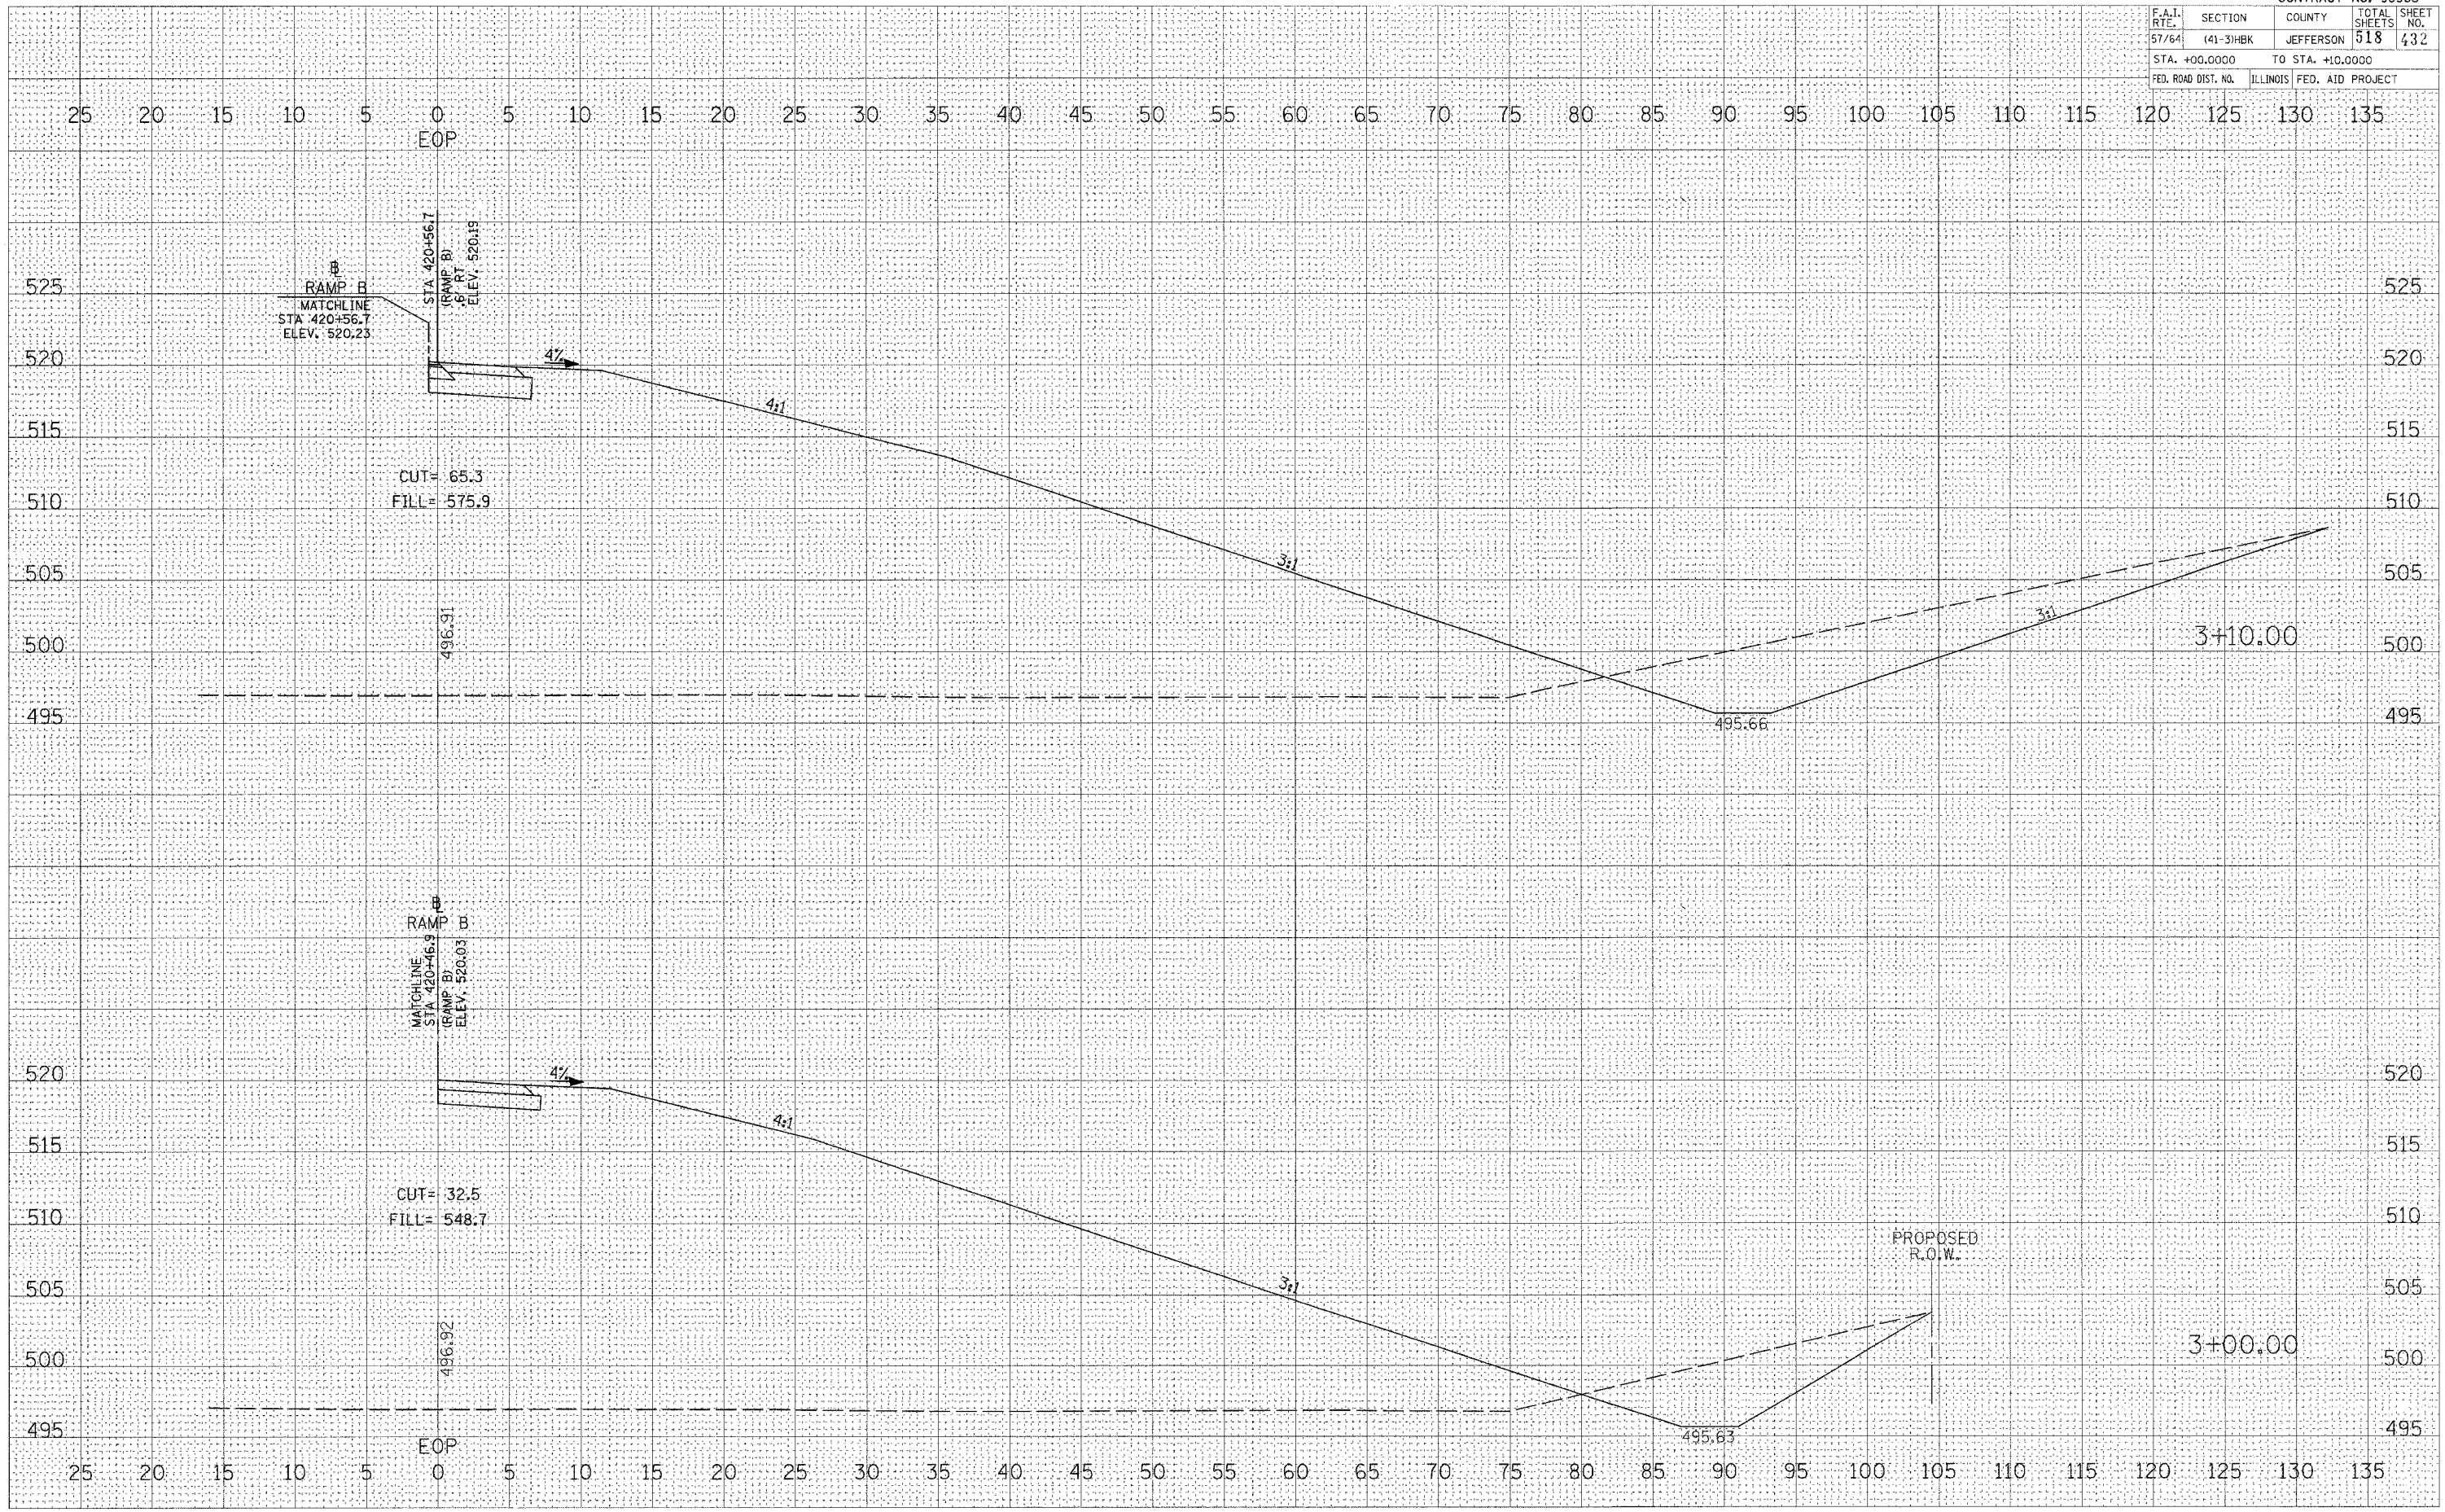 F.A.I. RTE. SECTION COUNTY TOTAL SHEETS SHEET NO.
57/64 (41-3)HBK JEFFERSON 518 432
STA. +00.0000 TO STA. +10.0000
FED. ROAD DIST. NO. ILLINOIS FED. AID PROJECT
25 20 15 10 5 0 5 10 15 20 25 30 35 40 45 50 55 60 65 70 75 80 85 90 95 100 105 110 115 120 125 130 135
EOP
STA 420+56.7
(RAMP B)
.6' RT
ELEV. 520.19
B
RAMP B
MATCHLINE
STA 420+56.7
ELEV. 520.23
525 525
520 4% 520
4:1
515 515
CUT= 65.3
FILL= 575.9
510 510
3:1
505 505
496.91
3:1
3+10.00
500 500
495 495
495.66
B
RAMP B
MATCHLINE
STA 420+46.9
(RAMP B)
ELEV. 520.03
520 4% 520
4:1
515 515
CUT= 32.5
FILL= 548.7
510 510
PROPOSED
R.O.W.
3:1
505 505
496.92
3+00.00
500 500
495 495
495.63
EOP
25 20 15 10 5 0 5 10 15 20 25 30 35 40 45 50 55 60 65 70 75 80 85 90 95 100 105 110 115 120 125 130 135